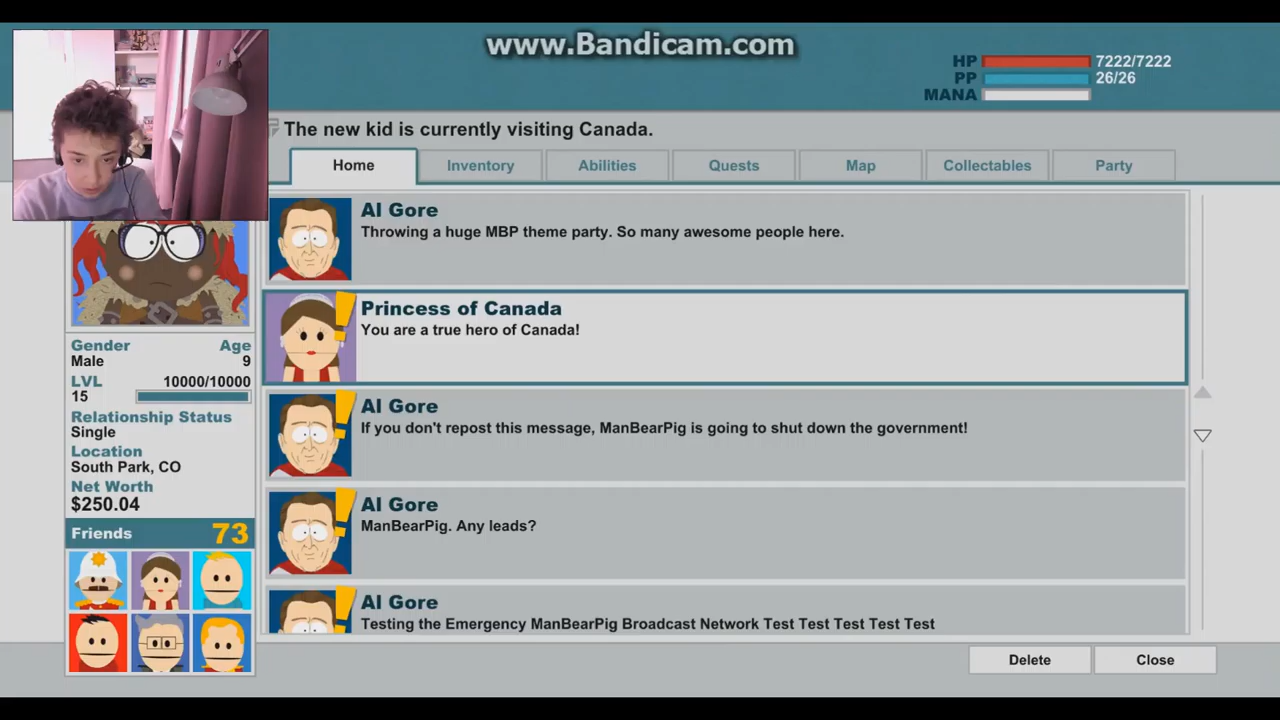 www.Bandicam.com
HP 7222/7222
PP 26/26
MANA
The new kid is currently visiting Canada.
Home Inventory Abilities Quests Map Collectables Party
Al Gore
Throwing a huge MBP theme party. So many awesome people here.
Princess of Canada
You are a true hero of Canada!
Al Gore
If you don't repost this message, ManBearPig is going to shut down the government!
Al Gore
ManBearPig. Any leads?
Al Gore
Testing the Emergency ManBearPig Broadcast Network Test Test Test Test Test
Gender Age
Male 9
LVL 10000/10000
15
Relationship Status
Single
Location
South Park, CO
Net Worth
$250.04
Friends 73
Delete Close